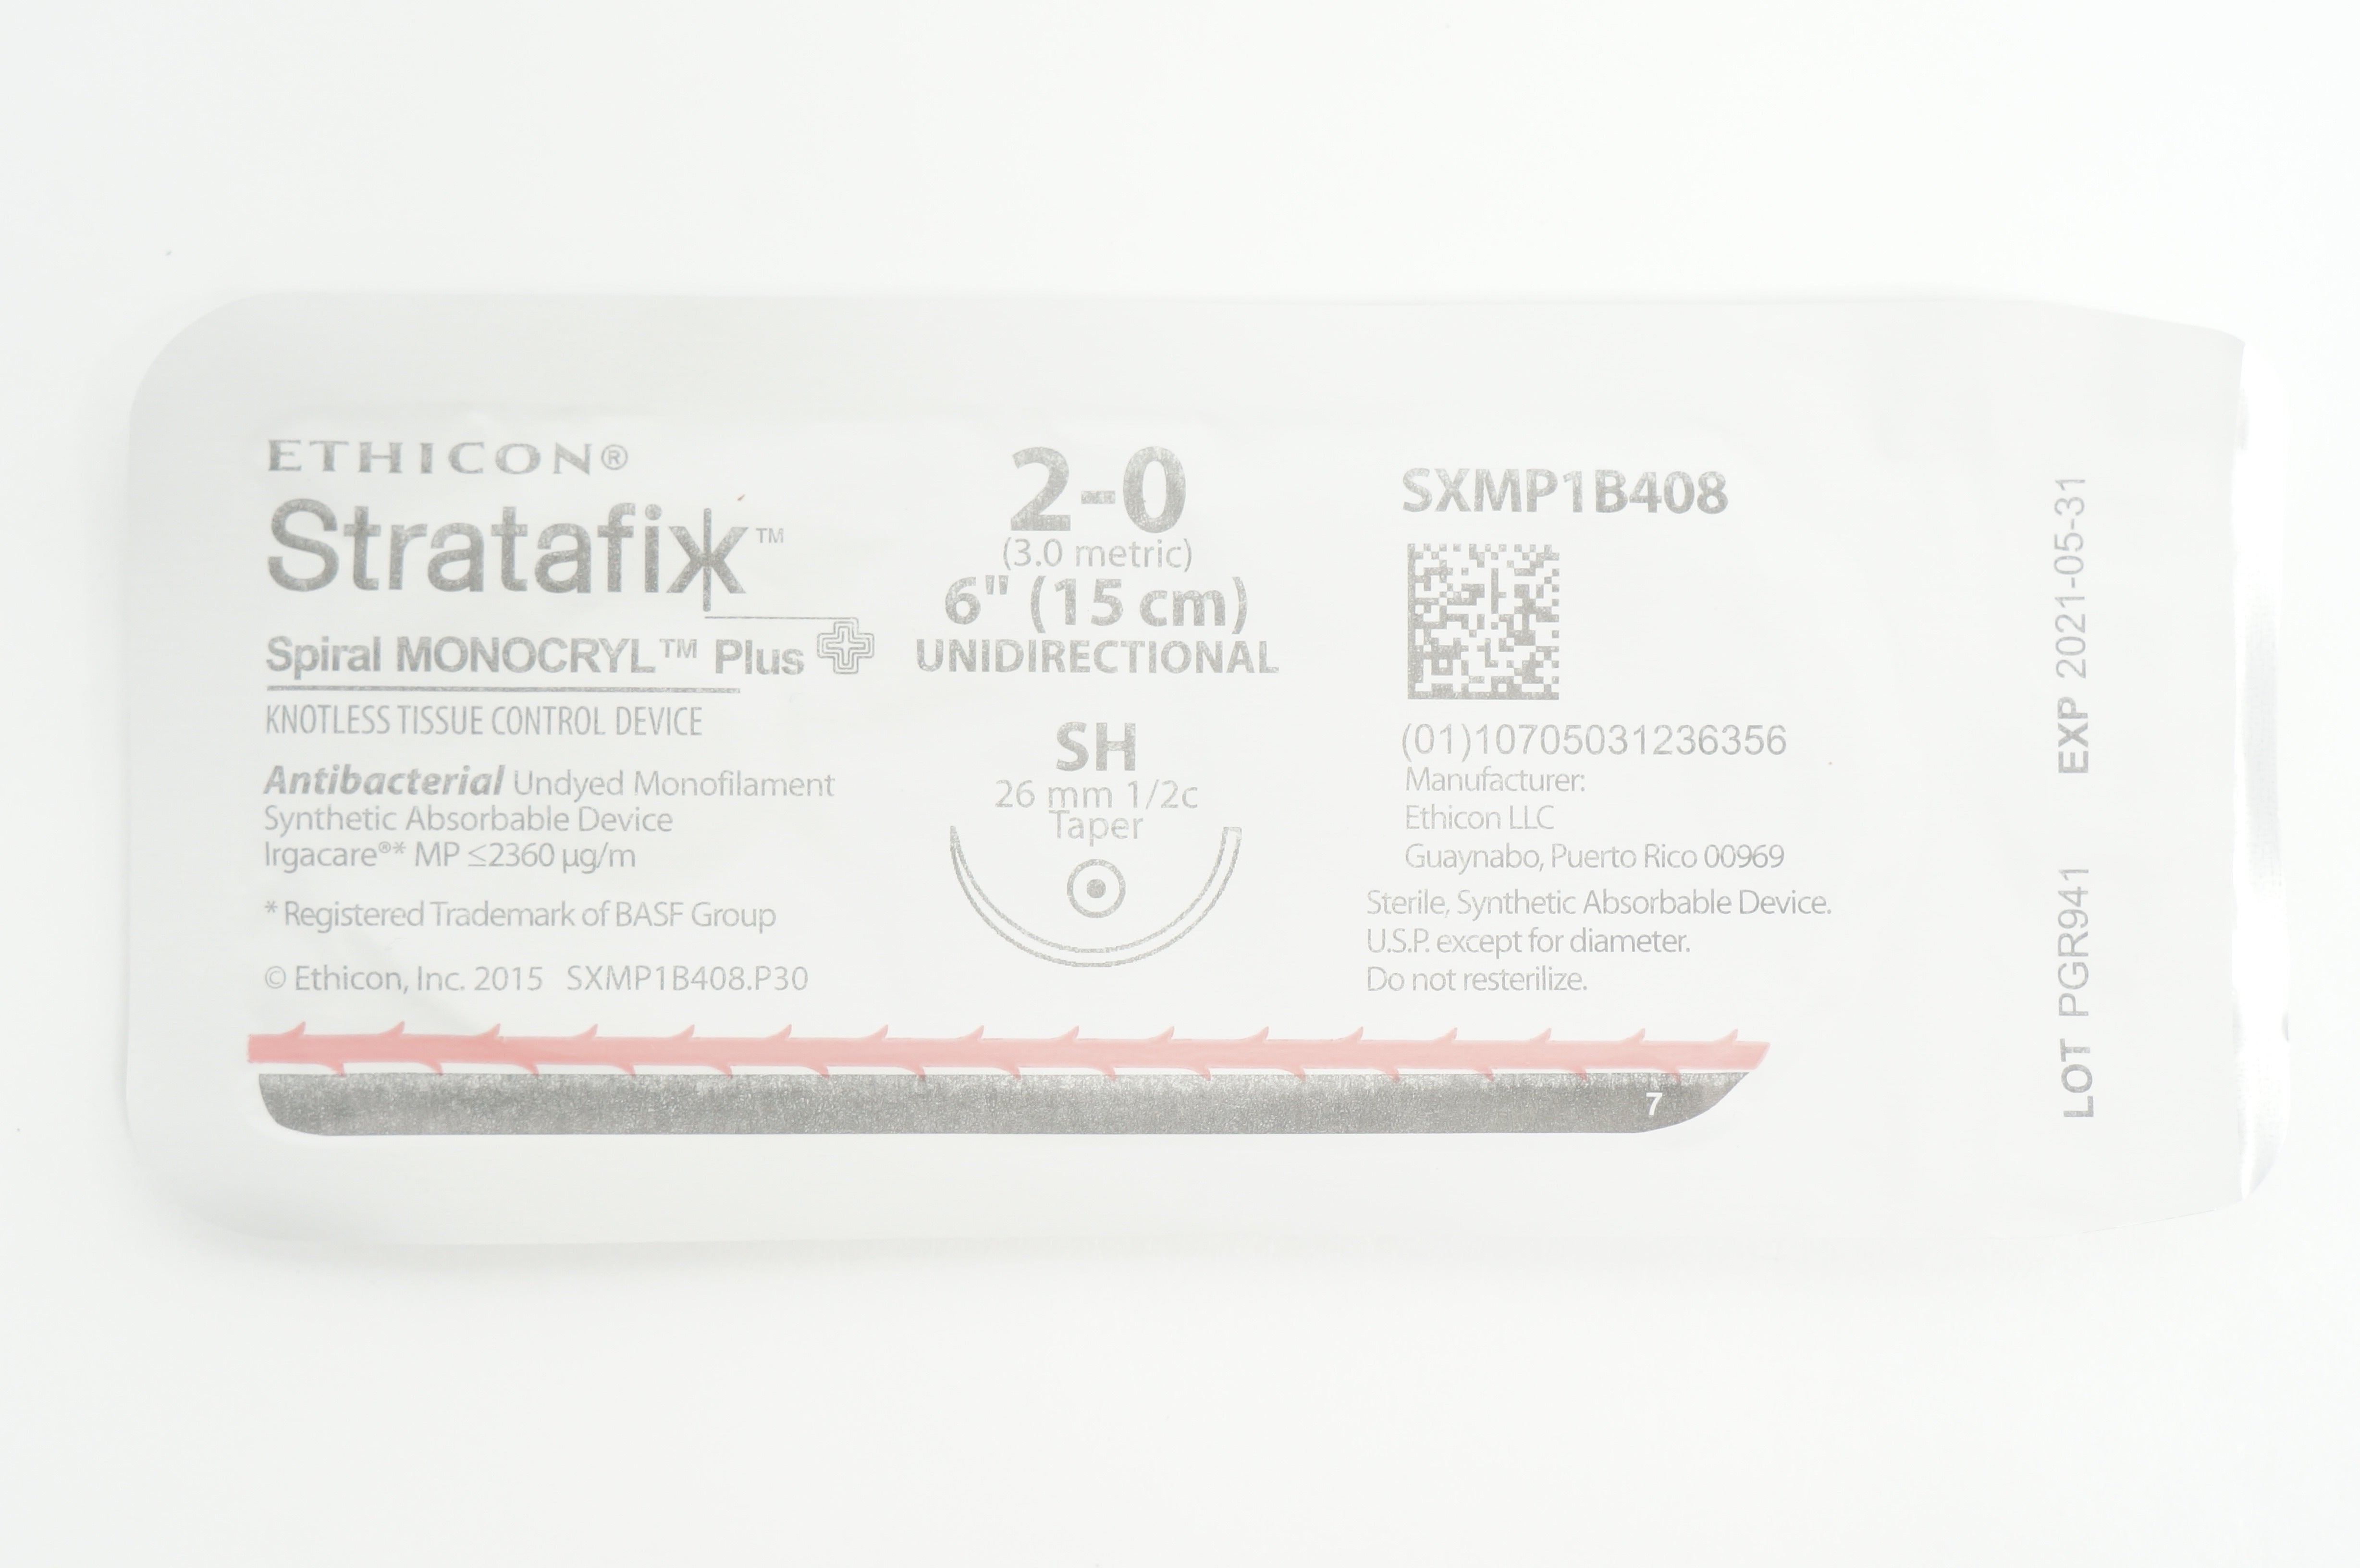 ETHICON®
Stratafix™
Spiral MONOCRYL™ Plus
KNOTLESS TISSUE CONTROL DEVICE
Antibacterial Undyed Monofilament
Synthetic Absorbable Device
Irgacare®* MP ≤2360 µg/m
* Registered Trademark of BASF Group
© Ethicon, Inc. 2015 SXMP1B408.P30
2-0
(3.0 metric)
6" (15 cm)
UNIDIRECTIONAL
SH
26 mm 1/2c
Taper
SXMP1B408
(01)10705031236356
Manufacturer:
Ethicon LLC
Guaynabo, Puerto Rico 00969
Sterile, Synthetic Absorbable Device.
U.S.P. except for diameter.
Do not resterilize.
7
LOT PGR941 EXP 2021-05-31